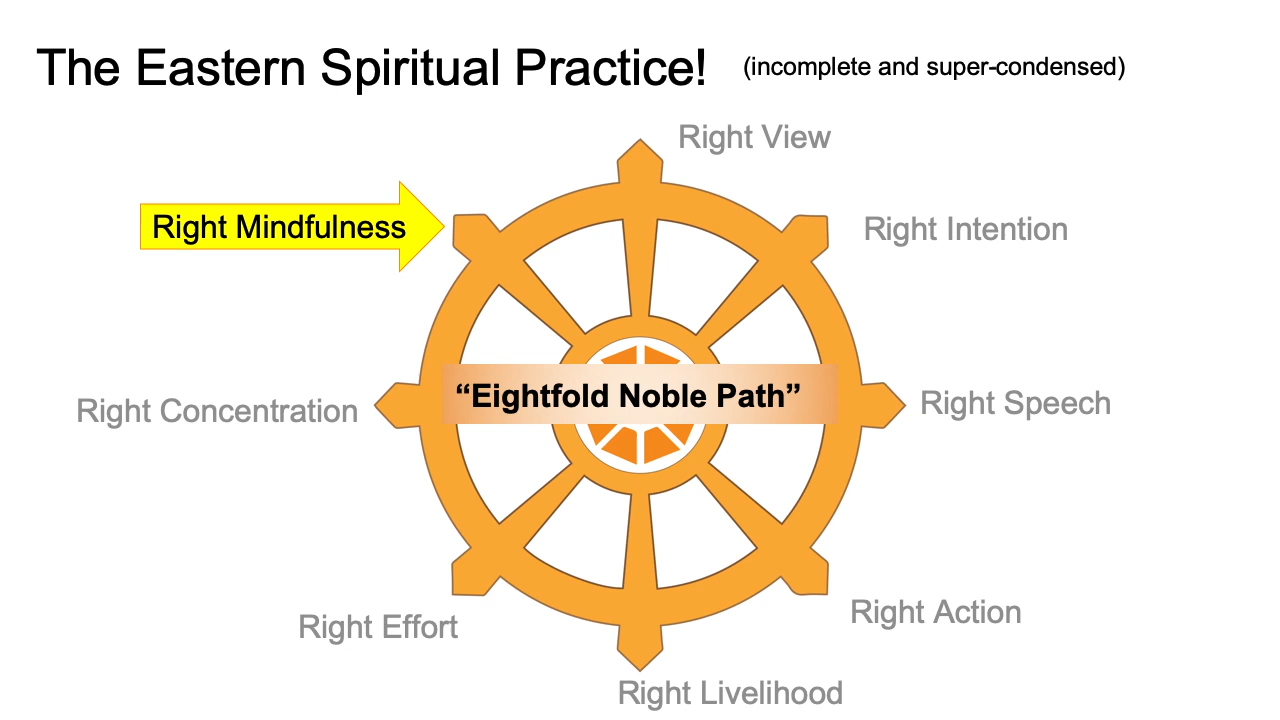 The Eastern Spiritual Practice!
(incomplete and super-condensed)
Right View
Right Mindfulness
Right Intention
“Eightfold Noble Path”
Right Concentration
Right Speech
Right Effort
Right Action
Right Livelihood